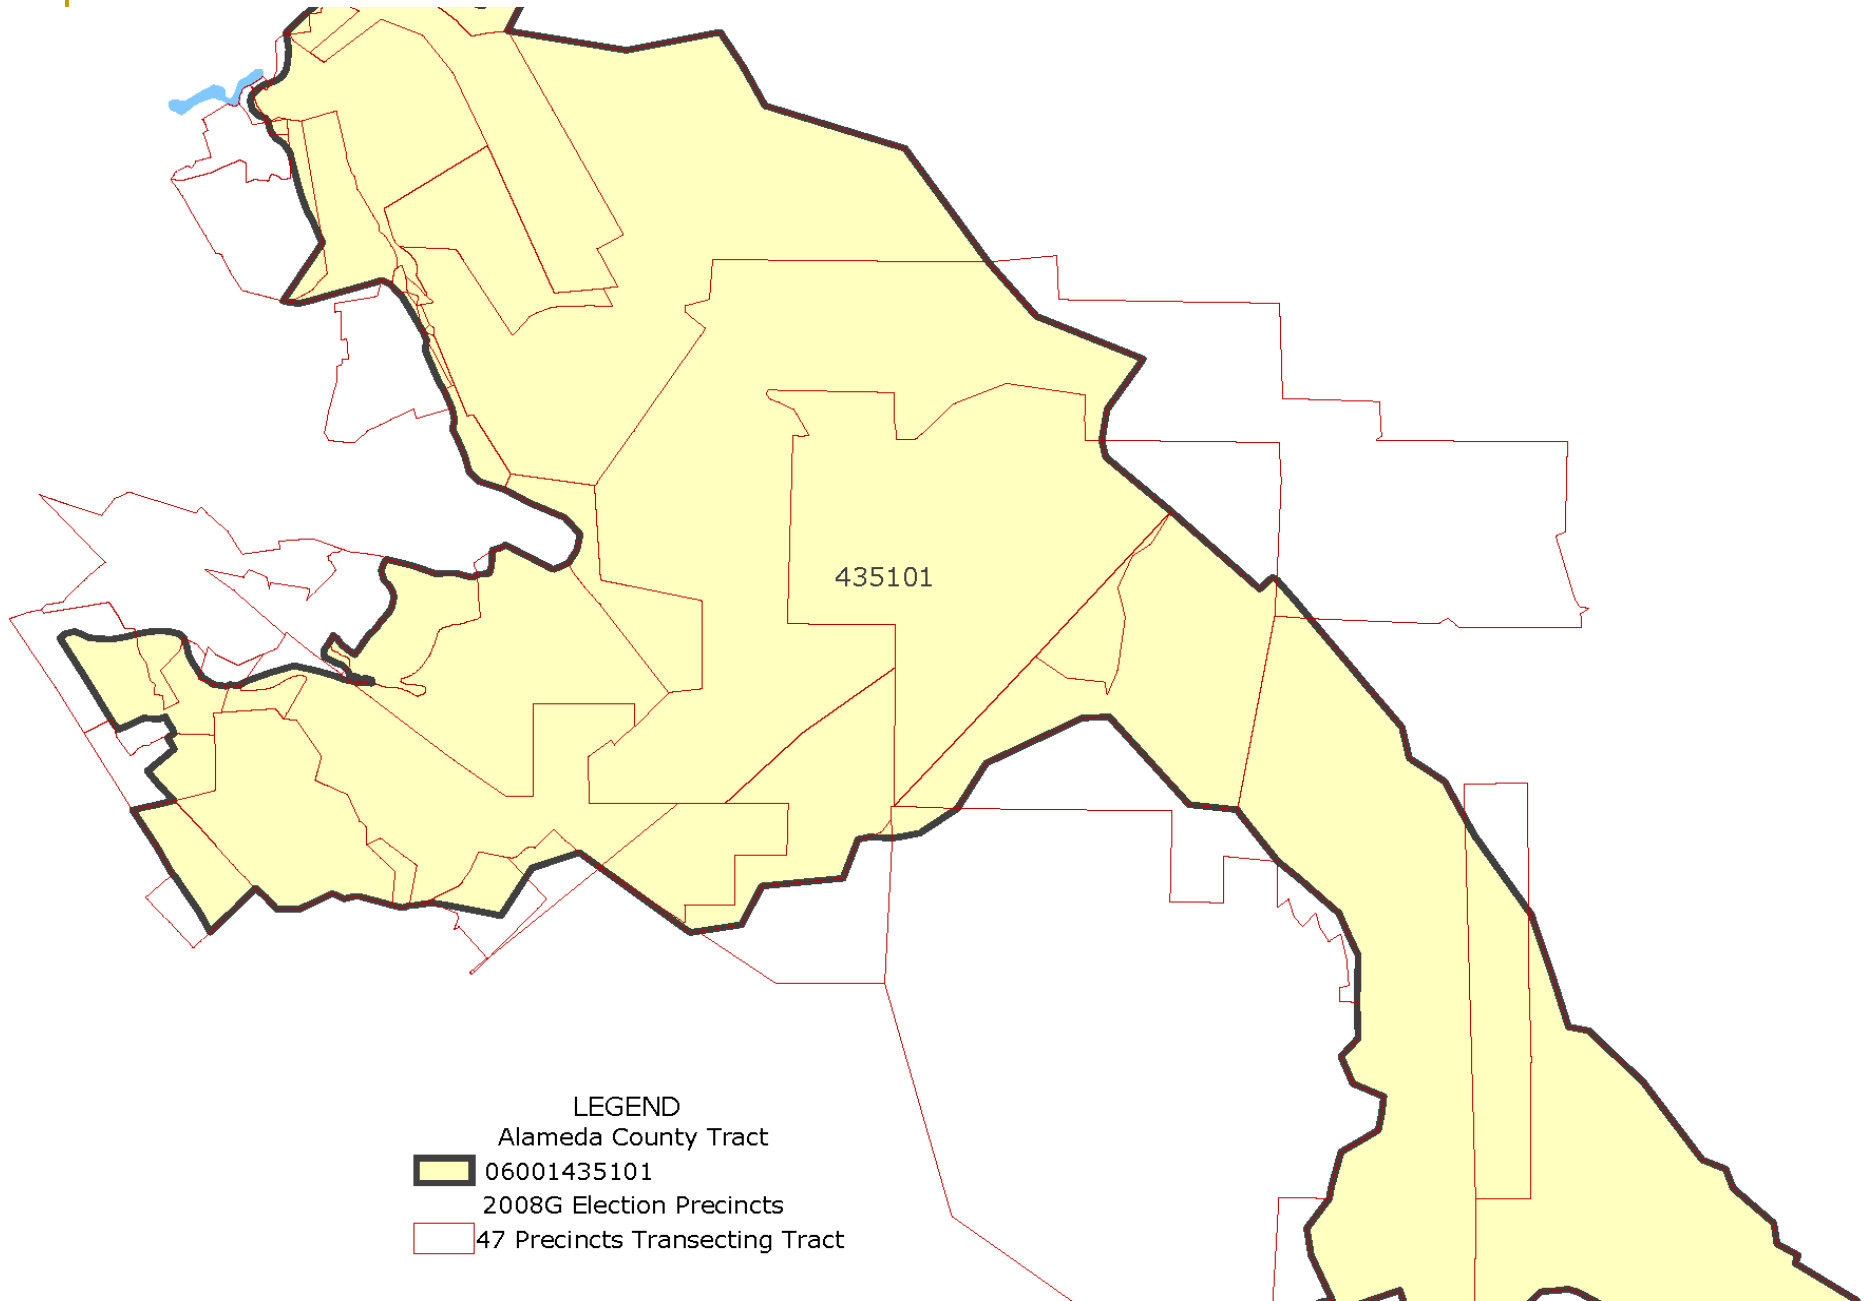 435101
LEGEND
Alameda County Tract
06001435101
2008G Election Precincts
47 Precincts Transecting Tract